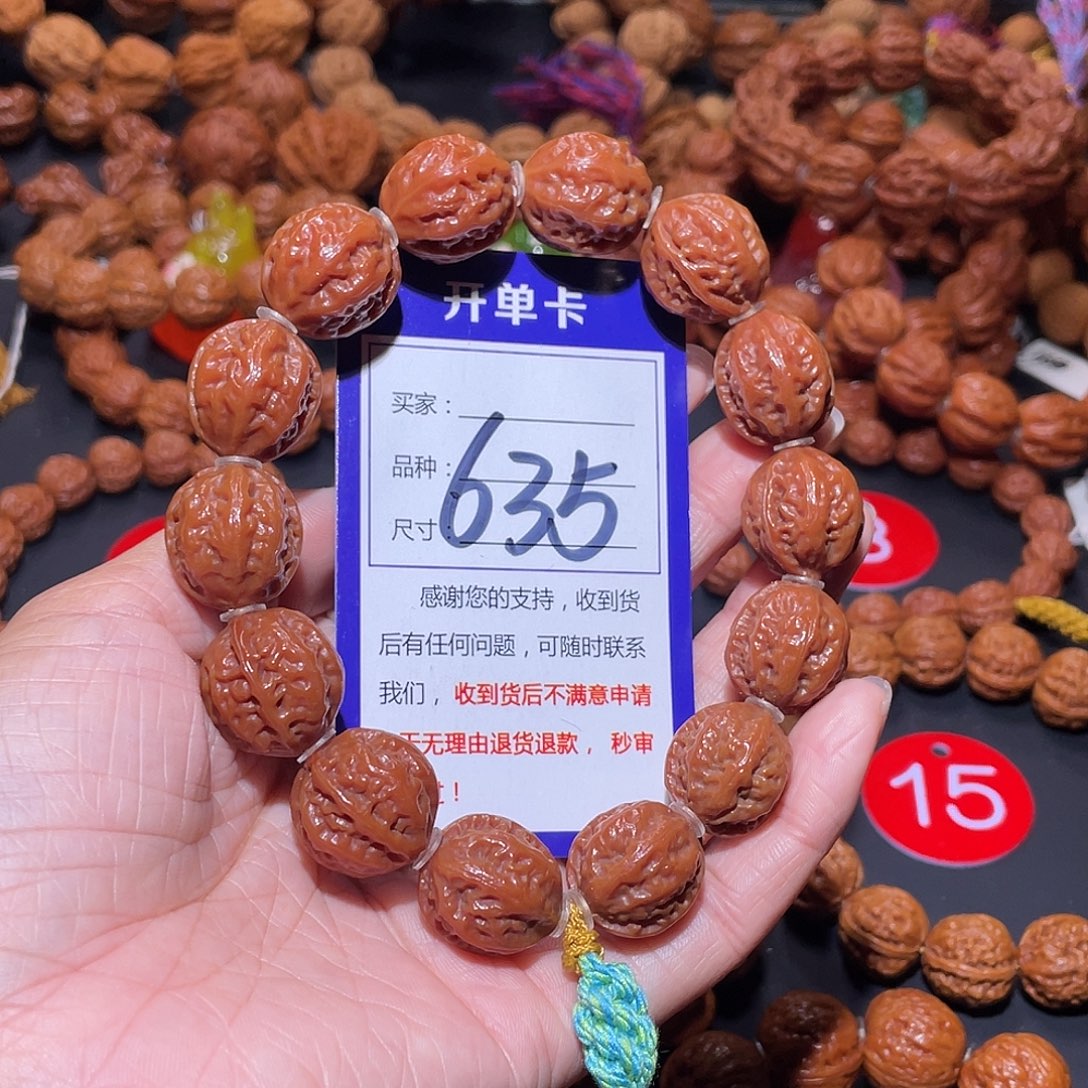 开单卡
买家：
品种：
635
尺寸
感谢您的支持，收到货
后有任何问题，可随时联系
我们，收到货后不满意申请
无理由退货退款，秒审
！
15